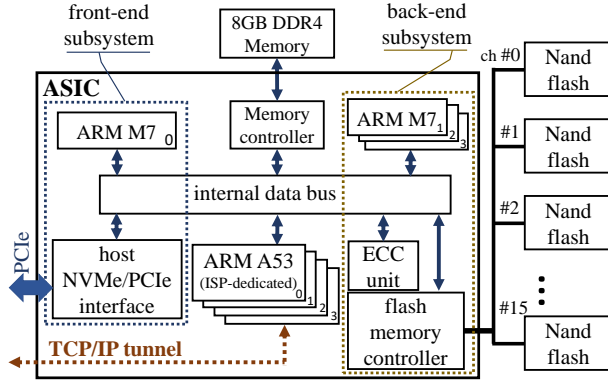 front-end
subsystem
8GB DDR4
Memory
back-end
subsystem
ch #0
Nand
flash
ASIC
ARM M7
0
Memory
controller
ARM M7
1
2
3
#1
Nand
flash
internal data bus
#2
Nand
flash
PCIe
host
NVMe/PCIe
interface
ARM A53
(ISP-dedicated)
0
1
2
3
ECC
unit
flash
memory
controller
#15
Nand
flash
TCP/IP tunnel